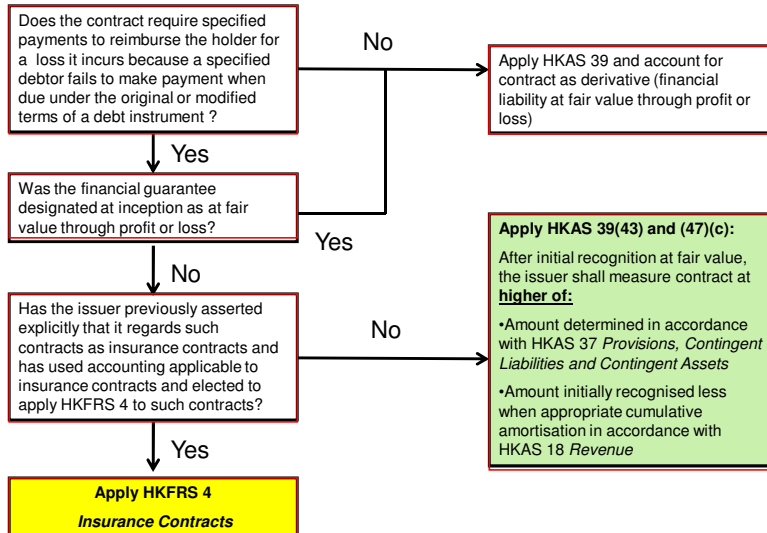 Does the contract require specified
payments to reimburse the holder for
a loss it incurs because a specified
debtor fails to make payment when
due under the original or modified
terms of a debt instrument ?
No
Apply HKAS 39 and account for
contract as derivative (financial
liability at fair value through profit or
loss)
Yes
Was the financial guarantee
designated at inception as at fair
value through profit or loss?
Yes
No
Has the issuer previously asserted
explicitly that it regards such
contracts as insurance contracts and
has used accounting applicable to
insurance contracts and elected to
apply HKFRS 4 to such contracts?
No
Apply HKAS 39(43) and (47)(c):
After initial recognition at fair value,
the issuer shall measure contract at
higher of:
•Amount determined in accordance
with HKAS 37 Provisions, Contingent
Liabilities and Contingent Assets
•Amount initially recognised less
when appropriate cumulative
amortisation in accordance with
HKAS 18 Revenue
Yes
Apply HKFRS 4
Insurance Contracts